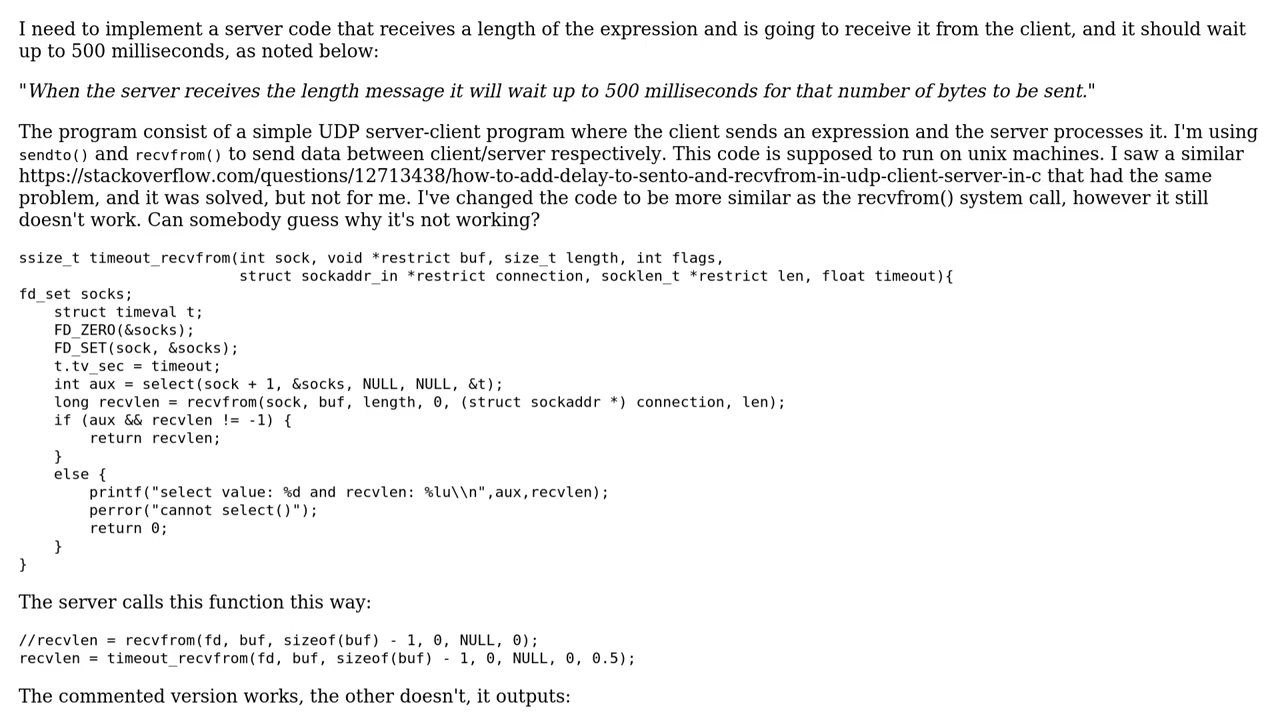 I need to implement a server code that receives a length of the expression and is going to receive it from the client, and it should wait
up to 500 milliseconds, as noted below:
"When the server receives the length message it will wait up to 500 milliseconds for that number of bytes to be sent."
The program consist of a simple UDP server-client program where the client sends an expression and the server processes it. I'm using
sendto() and recvfrom() to send data between client/server respectively. This code is supposed to run on unix machines. I saw a similar
https://stackoverflow.com/questions/12713438/how-to-add-delay-to-sento-and-recvfrom-in-udp-client-server-in-c that had the same
problem, and it was solved, but not for me. I've changed the code to be more similar as the recvfrom() system call, however it still
doesn't work. Can somebody guess why it's not working?
ssize_t timeout_recvfrom(int sock, void *restrict buf, size_t length, int flags,
                         struct sockaddr_in *restrict connection, socklen_t *restrict len, float timeout){
fd_set socks;
    struct timeval t;
    FD_ZERO(&socks);
    FD_SET(sock, &socks);
    t.tv_sec = timeout;
    int aux = select(sock + 1, &socks, NULL, NULL, &t);
    long recvlen = recvfrom(sock, buf, length, 0, (struct sockaddr *) connection, len);
    if (aux && recvlen != -1) {
        return recvlen;
    }
    else {
        printf("select value: %d and recvlen: %lu\\n",aux,recvlen);
        perror("cannot select()");
        return 0;
    }
}
The server calls this function this way:
//recvlen = recvfrom(fd, buf, sizeof(buf) - 1, 0, NULL, 0);
recvlen = timeout_recvfrom(fd, buf, sizeof(buf) - 1, 0, NULL, 0, 0.5);
The commented version works, the other doesn't, it outputs: